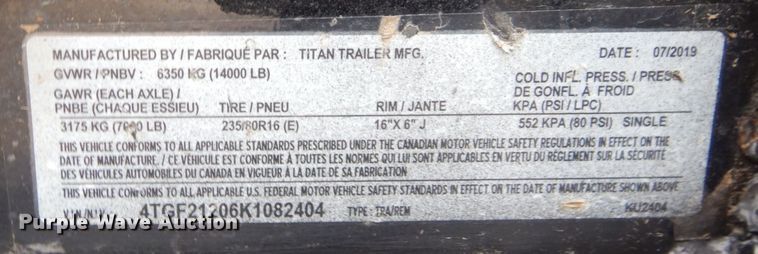 MANUFACTURED BY / FABRIQUÉ PAR : TITAN TRAILER MFG. DATE : 07/2019
GVWR / PNBV : 6350 KG (14000 LB)
COLD INFL. PRESS. / PRESS
GAWR (EACH AXLE) / DE GONFL. À FROID
PNBE (CHAQUE ESSIEU) TIRE / PNEU RIM / JANTE KPA (PSI / LPC)
3175 KG (7000 LB) 235/80R16 (E) 16"X 6" J 552 KPA (80 PSI) SINGLE
THIS VEHICLE CONFORMS TO ALL APPLICABLE STANDARDS PRESCRIBED UNDER THE CANADIAN MOTOR VEHICLE SAFETY REGULATIONS IN EFFECT ON THE
DATE OF MANUFACTURE. / CE VÉHICULE EST CONFORME À TOUTES LES NORMES QUI LUI SONT APPLICABLES EN VERTU DU RÈGLEMENT SUR LA SÉCURITÉ
DES VÉHICULES AUTOMOBILES DU CANADA EN VIGUEUR À LA DATE DE SA FABRICATION
THIS VEHICLE CONFORMS TO ALL APPLICABLE U.S. FEDERAL MOTOR VEHICLE SAFETY STANDARDS IN EFFECT ON THE DATE OF MANUFACTURE SHOWN ABOVE
4TGF21206K1082404 TYPE : TRA/REM KU2404
Purple Wave Auction